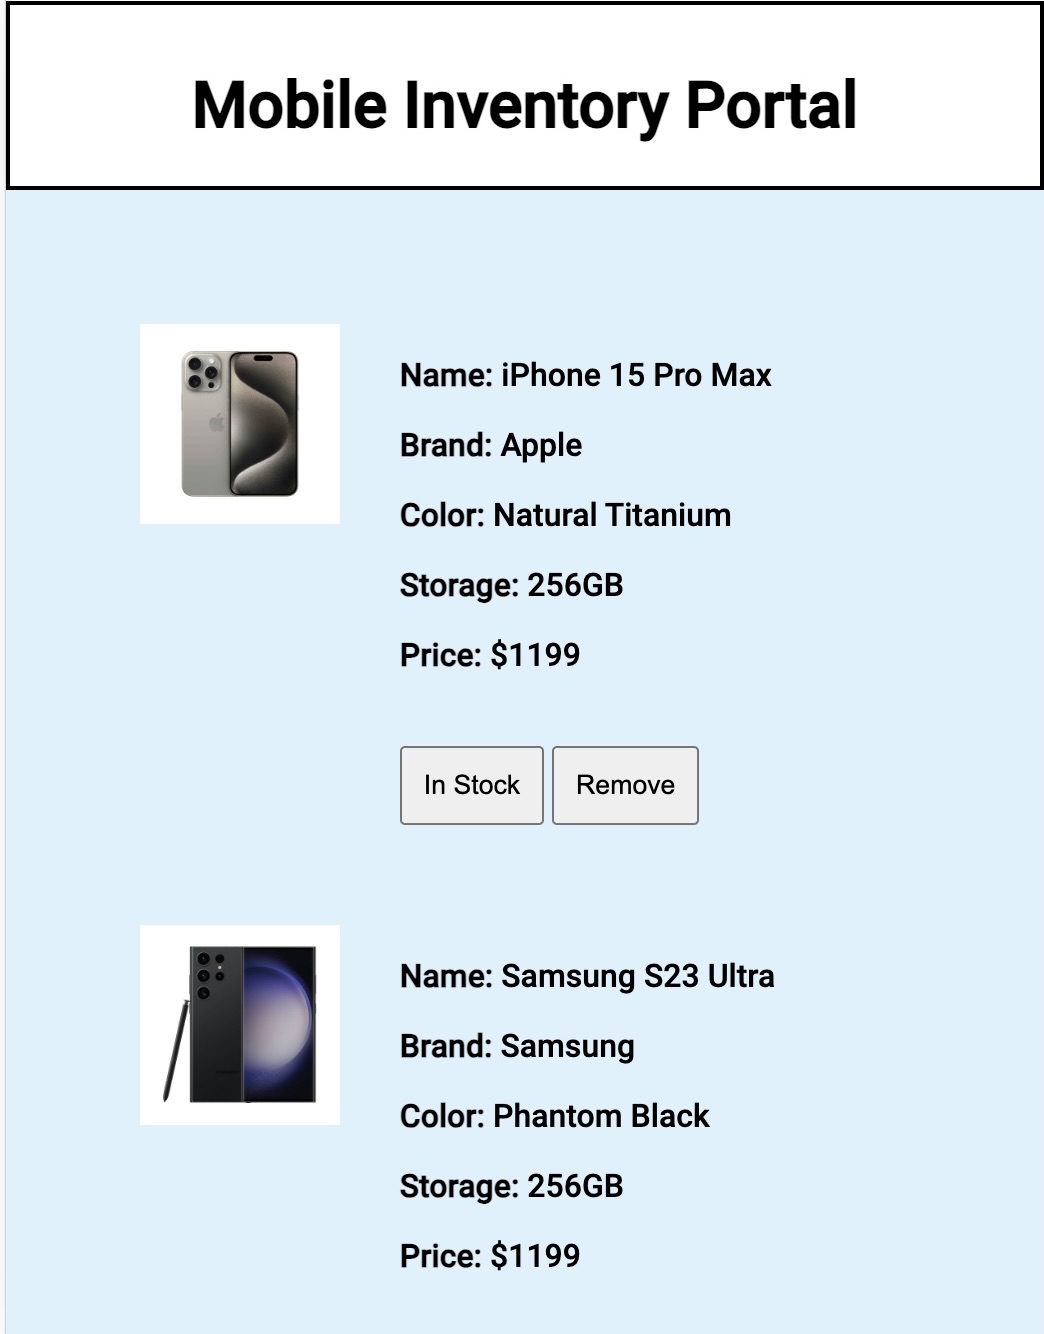 Mobile Inventory Portal
Name: iPhone 15 Pro Max
Brand: Apple
Color: Natural Titanium
Storage: 256GB
Price: $1199
In Stock
Remove
Name: Samsung S23 Ultra
Brand: Samsung
Color: Phantom Black
Storage: 256GB
Price: $1199